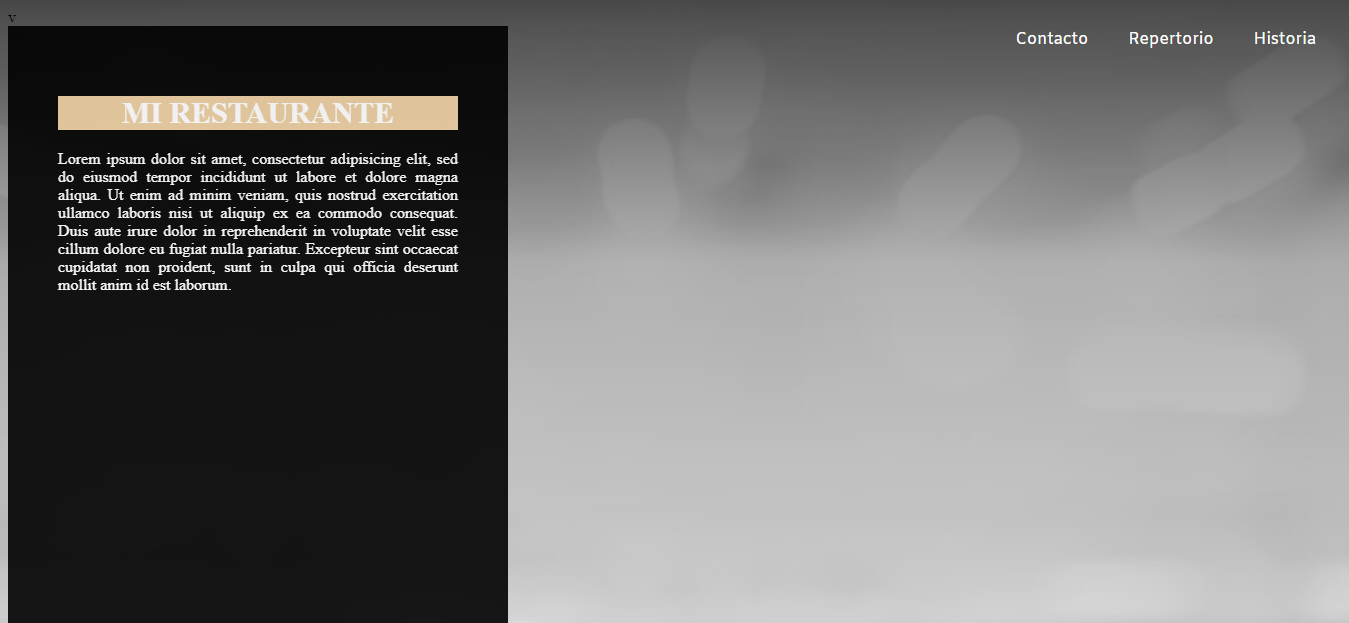 v
Contacto Repertorio Historia
MI RESTAURANTE
Lorem ipsum dolor sit amet, consectetur adipisicing elit, sed
do eiusmod tempor incididunt ut labore et dolore magna
aliqua. Ut enim ad minim veniam, quis nostrud exercitation
ullamco laboris nisi ut aliquip ex ea commodo consequat.
Duis aute irure dolor in reprehenderit in voluptate velit esse
cillum dolore eu fugiat nulla pariatur. Excepteur sint occaecat
cupidatat non proident, sunt in culpa qui officia deserunt
mollit anim id est laborum.